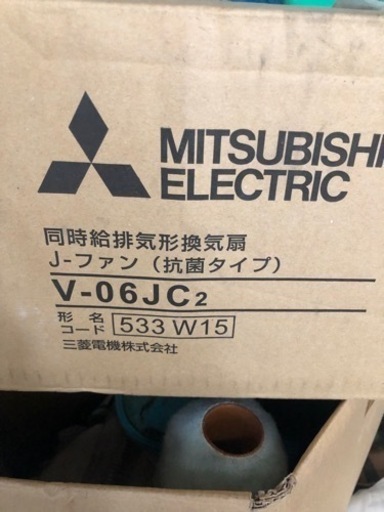 MITSUBISHI
ELECTRIC
同時給排気形換気扇
J-ファン（抗菌タイプ）
V-06JC2
形名
コード 533 W15
三菱電機株式会社